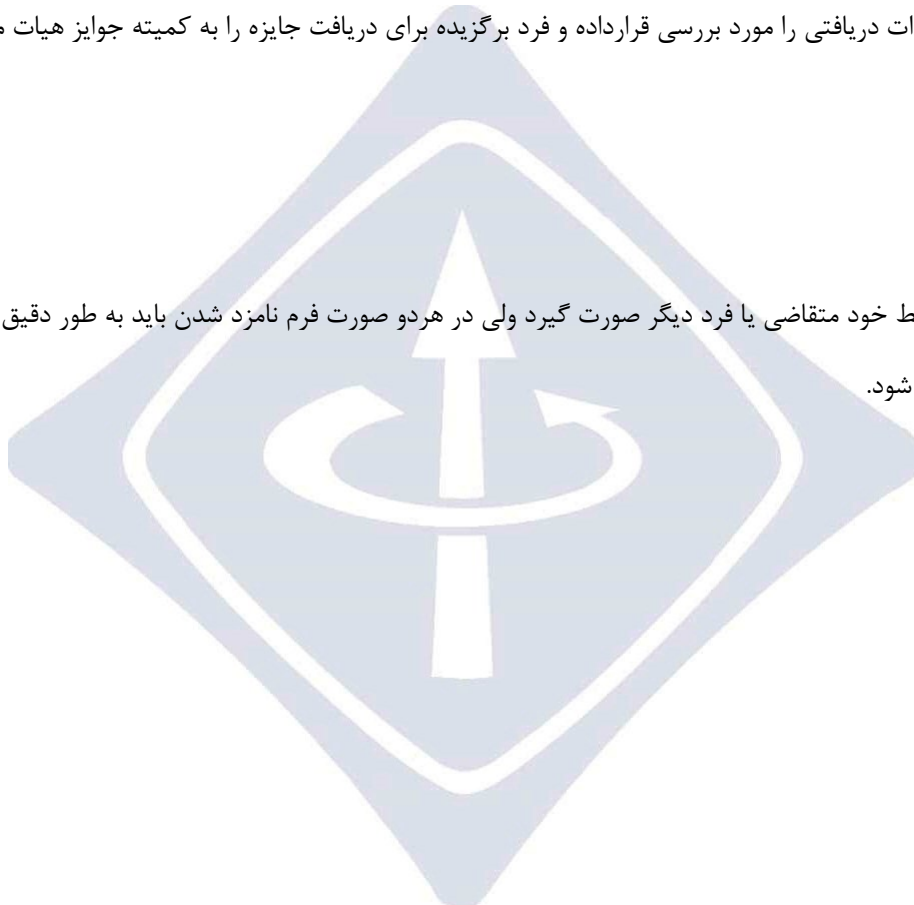 ات دریافتی را مورد بررسی قرارداده و فرد برگزیده برای دریافت جایزه را به کمیته جوایز هیات
خود متقاضی یا فرد دیگر صورت گیرد ولی در هردو صورت فرم نامزد شدن باید به طور دقیق
شود.